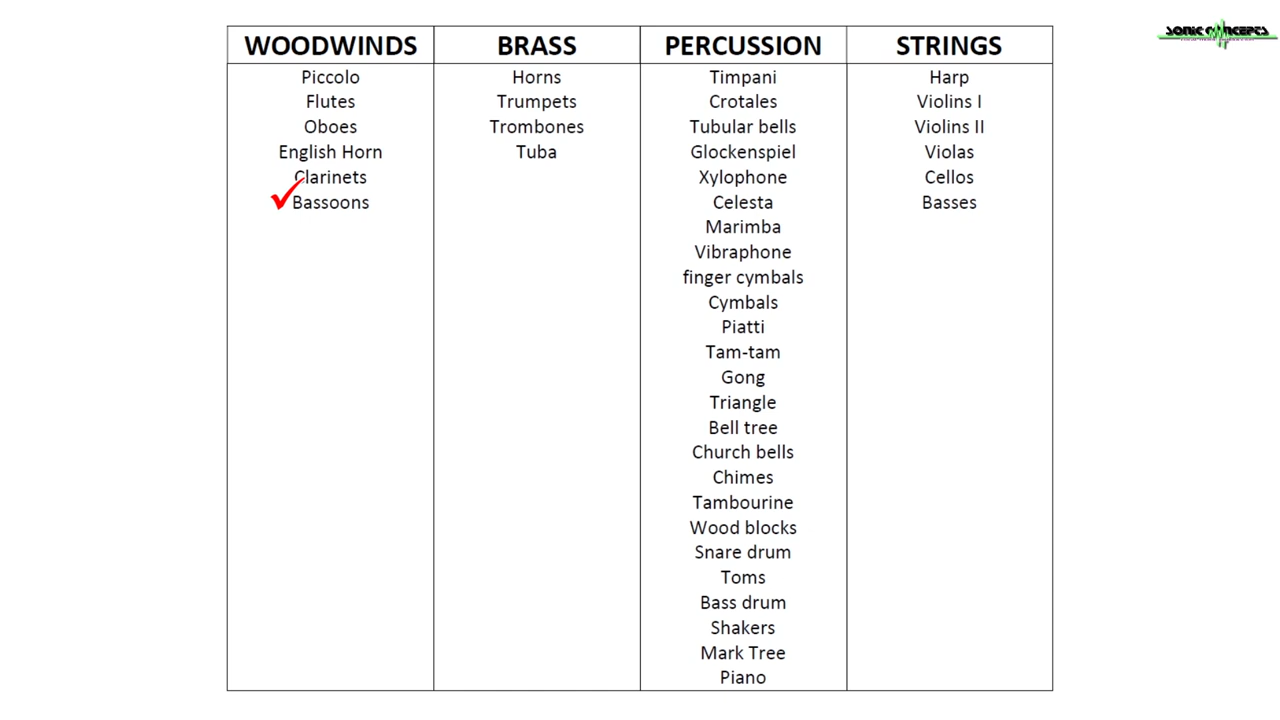 SONIC CONCEPTS
WOODWINDS BRASS PERCUSSION STRINGS
Piccolo Horns Timpani Harp
Flutes Trumpets Crotales Violins I
Oboes Trombones Tubular bells Violins II
English Horn Tuba Glockenspiel Violas
Clarinets Xylophone Cellos
Bassoons Celesta Basses
Marimba
Vibraphone
finger cymbals
Cymbals
Piatti
Tam-tam
Gong
Triangle
Bell tree
Church bells
Chimes
Tambourine
Wood blocks
Snare drum
Toms
Bass drum
Shakers
Mark Tree
Piano